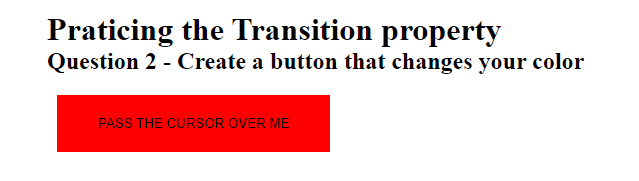 Praticing the Transition property
Question 2 - Create a button that changes your color
PASS THE CURSOR OVER ME